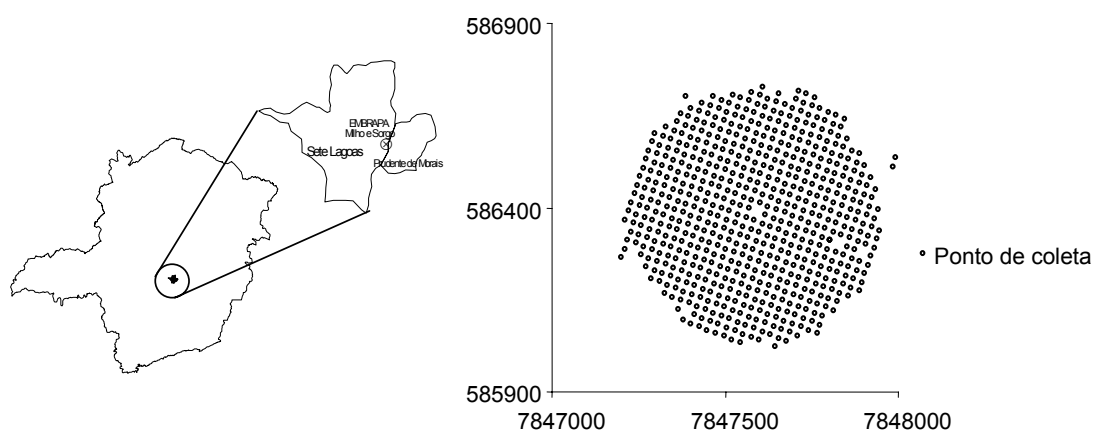 EMBRAPA
Milho e Sorgo
Sete Lagoas
Prudente de Morais
586900
586400
585900
7847000
7847500
7848000
Ponto de coleta